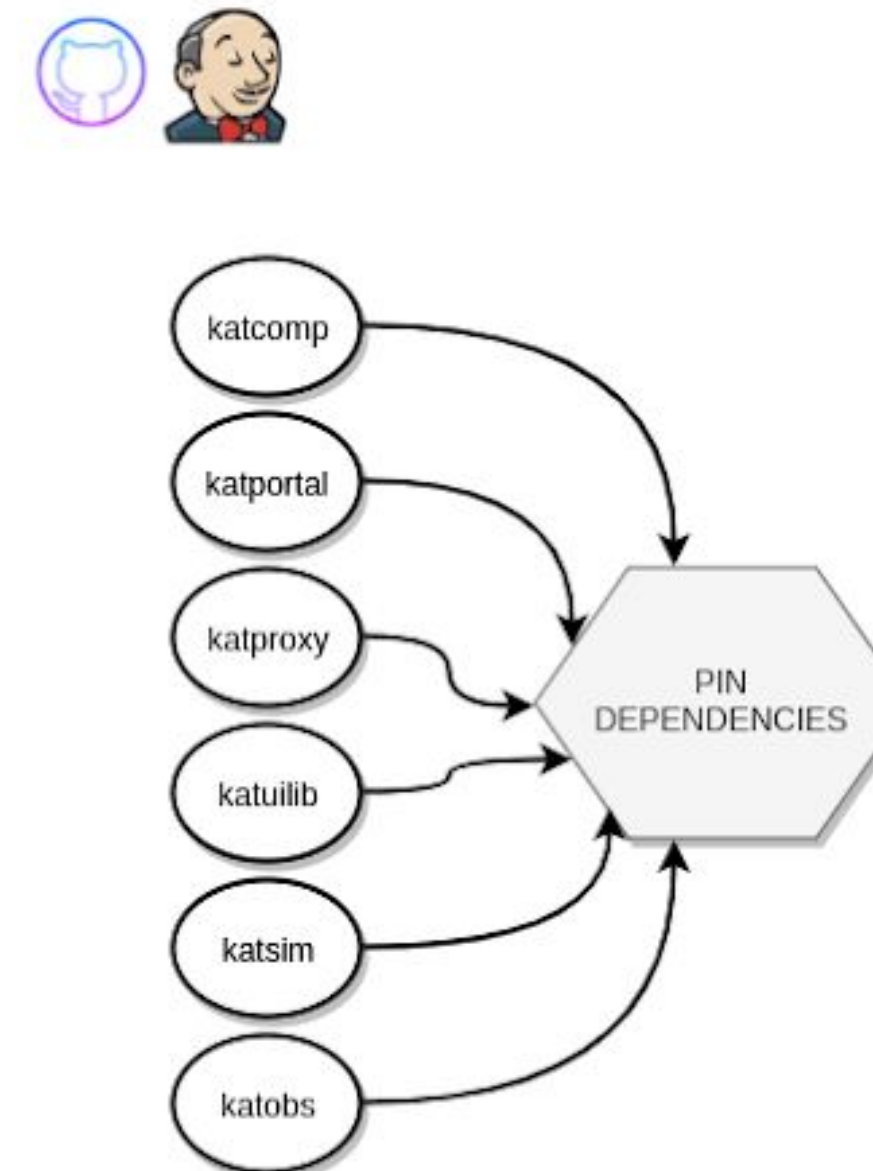 katcomp
katportal
katproxy
katuilib
katsim
katobs
PIN
DEPENDENCIES